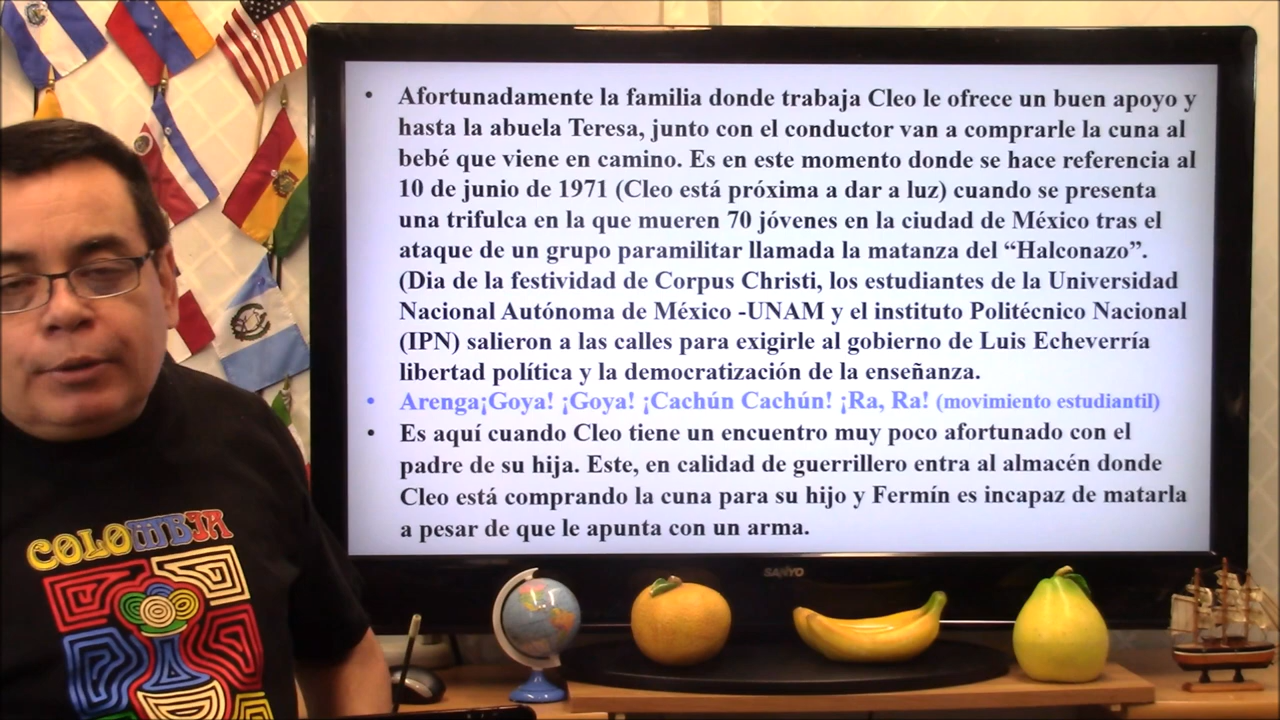 • Afortunadamente la familia donde trabaja Cleo le ofrece un buen apoyo y
hasta la abuela Teresa, junto con el conductor van a comprarle la cuna al
bebé que viene en camino. Es en este momento donde se hace referencia al
10 de junio de 1971 (Cleo está próxima a dar a luz) cuando se presenta
una trifulca en la que mueren 70 jóvenes en la ciudad de México tras el
ataque de un grupo paramilitar llamada la matanza del “Halconazo”.
(Dia de la festividad de Corpus Christi, los estudiantes de la Universidad
Nacional Autónoma de México -UNAM y el instituto Politécnico Nacional
(IPN) salieron a las calles para exigirle al gobierno de Luis Echeverría
libertad política y la democratización de la enseñanza.
• Arenga¡Goya! ¡Goya! ¡Cachún Cachún! ¡Ra, Ra! (movimiento estudiantil)
• Es aquí cuando Cleo tiene un encuentro muy poco afortunado con el
padre de su hija. Este, en calidad de guerrillero entra al almacén donde
Cleo está comprando la cuna para su hijo y Fermín es incapaz de matarla
a pesar de que le apunta con un arma.
SANYO
COLOMBIA